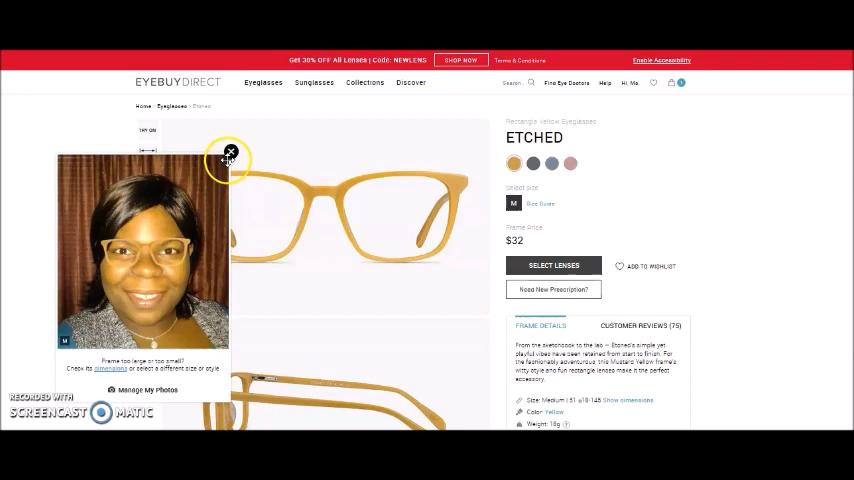 Get 30% OFF All Lenses | Code: NEWLENS SHOP NOW Terms & Conditions Enable Accessibility
EYEBUYDIRECT Eyeglasses Sunglasses Collections Discover Search.. Find Eye Doctors Help Hi, Ma. 1
Home Eyeglasses Etched
TRY ON
Rectangle Yellow Eyeglasses
ETCHED
Select size
M Size Guide
Frame Price
$32
SELECT LENSES ADD TO WISHLIST
Need New Prescription?
FRAME DETAILS CUSTOMER REVIEWS (75)
From the sketchbook to the lab — Etched's simple yet
playful vibes have been retained from start to finish. For
the fashionably adventurous, this Mustard Yellow frame's
witty style and fun rectangle lenses make it the perfect
accessory.
Size: Medium | 51 18-145 Show dimensions
Color: Yellow
Weight: 18g ?
M
Frame too large or too small?
Check its dimensions or select a different size or style
Manage My Photos
RECORDED WITH
SCREENCAST MATIC